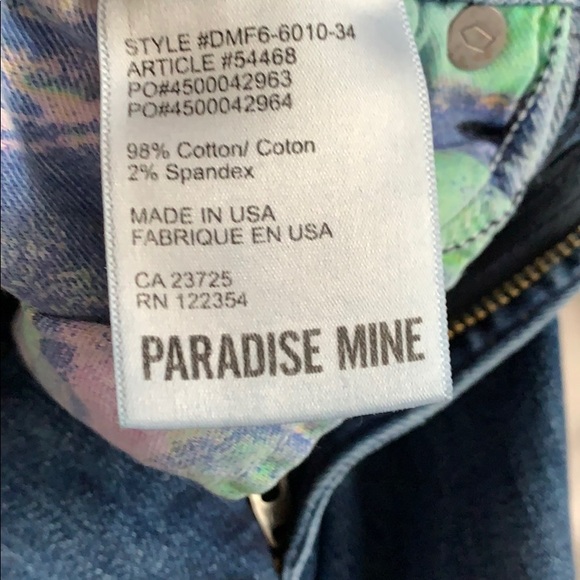 STYLE #DMF6-6010-34
ARTICLE #54468
PO#4500042963
PO#4500042964
98% Cotton/ Coton
2% Spandex
MADE IN USA
FABRIQUE EN USA
CA 23725
RN 122354
PARADISE MINE